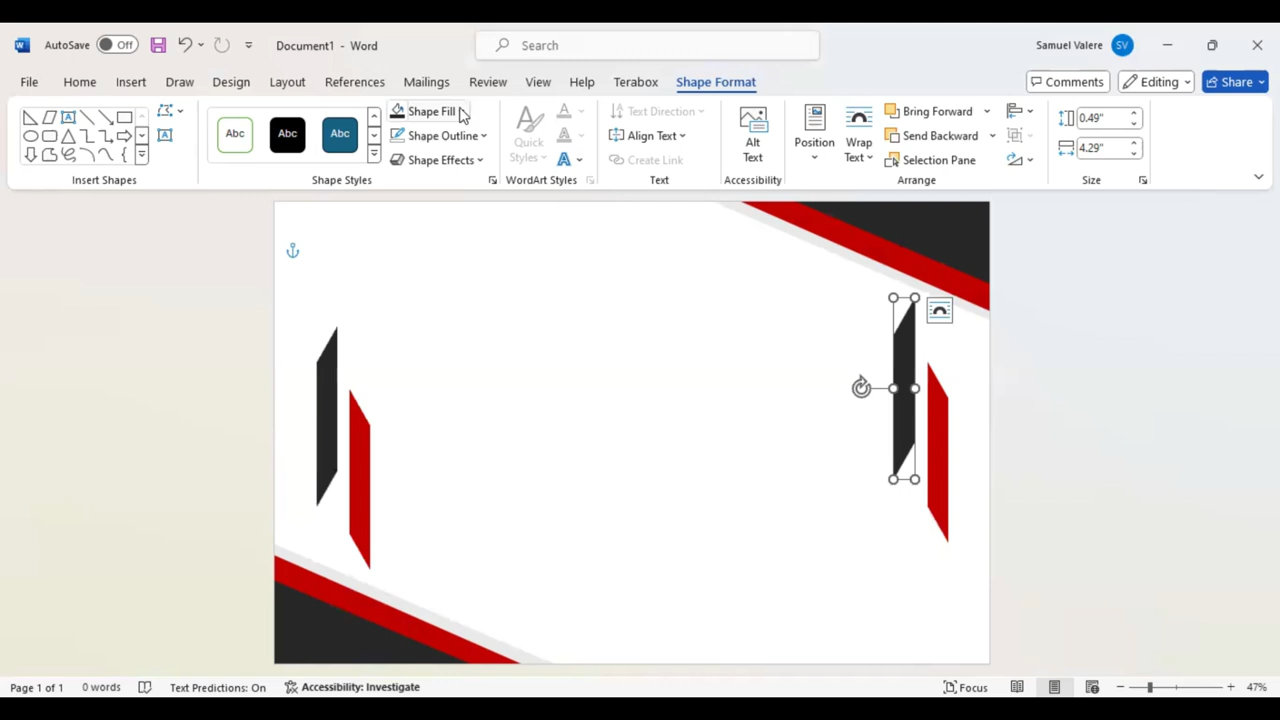 AutoSave Off Document1 - Word Search Samuel Valere SV
File Home Insert Draw Design Layout References Mailings Review View Help Terabox Shape Format Comments Editing Share
Abc Abc Abc
Shape Fill
Shape Outline
Shape Effects
Quick
Styles
Text Direction
Align Text
Create Link
Alt
Text
Position
Wrap
Text
Bring Forward
Send Backward
Selection Pane
0.49"
4.29"
Insert Shapes Shape Styles WordArt Styles Text Accessibility Arrange Size
Page 1 of 1 0 words Text Predictions: On Accessibility: Investigate Focus 47%